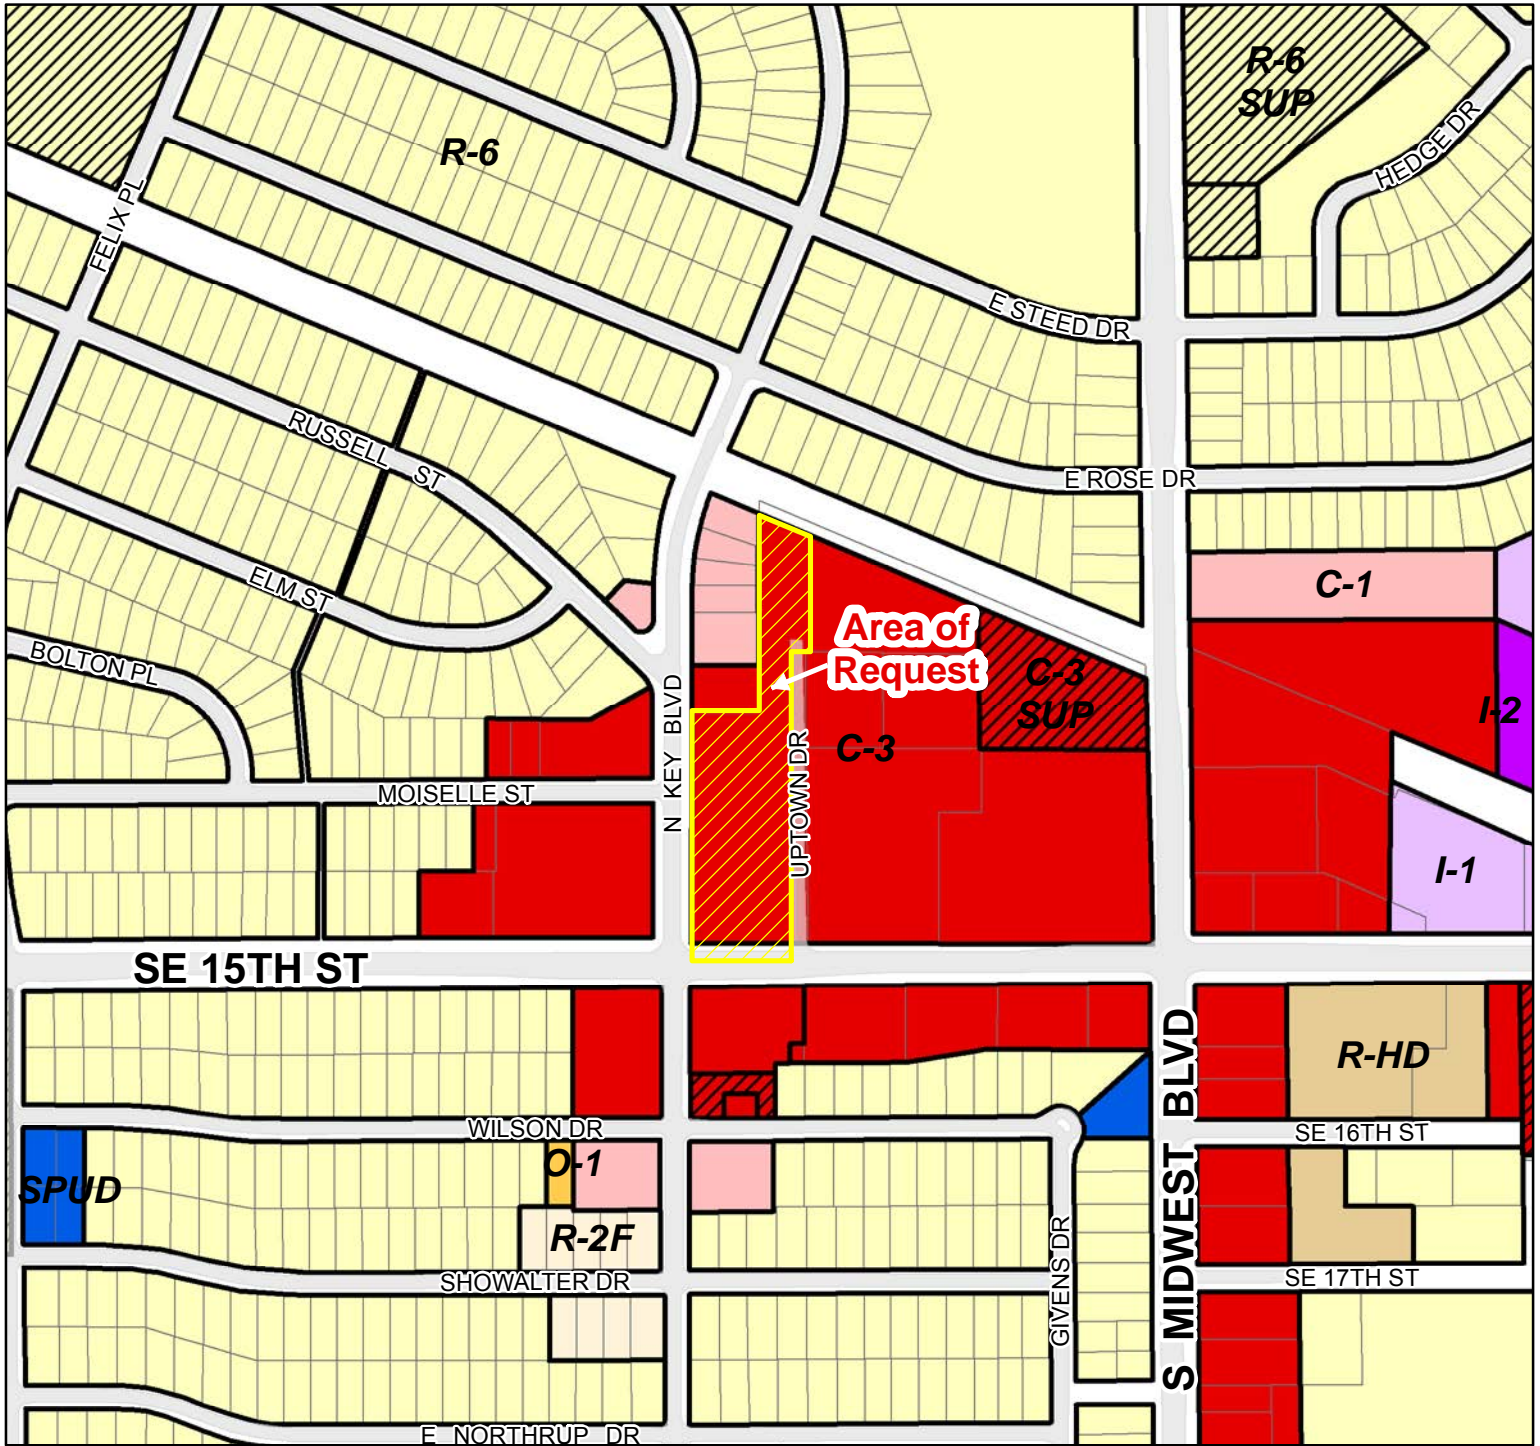 R-6
SUP
HEDGE DR
R-6
FELIX PL
E STEED DR
RUSSELL ST
E ROSE DR
ELM ST
C-1
Area of
Request
BOLTON PL
C-3
SUP
I-2
N KEY BLVD
UPTOWN DR
C-3
MOISELLE ST
I-1
SE 15TH ST
S MIDWEST BLVD
R-HD
WILSON DR
SE 16TH ST
O-1
SPUD
R-2F
GIVENS DR
SHOWALTER DR
SE 17TH ST
E NORTHRUP DR